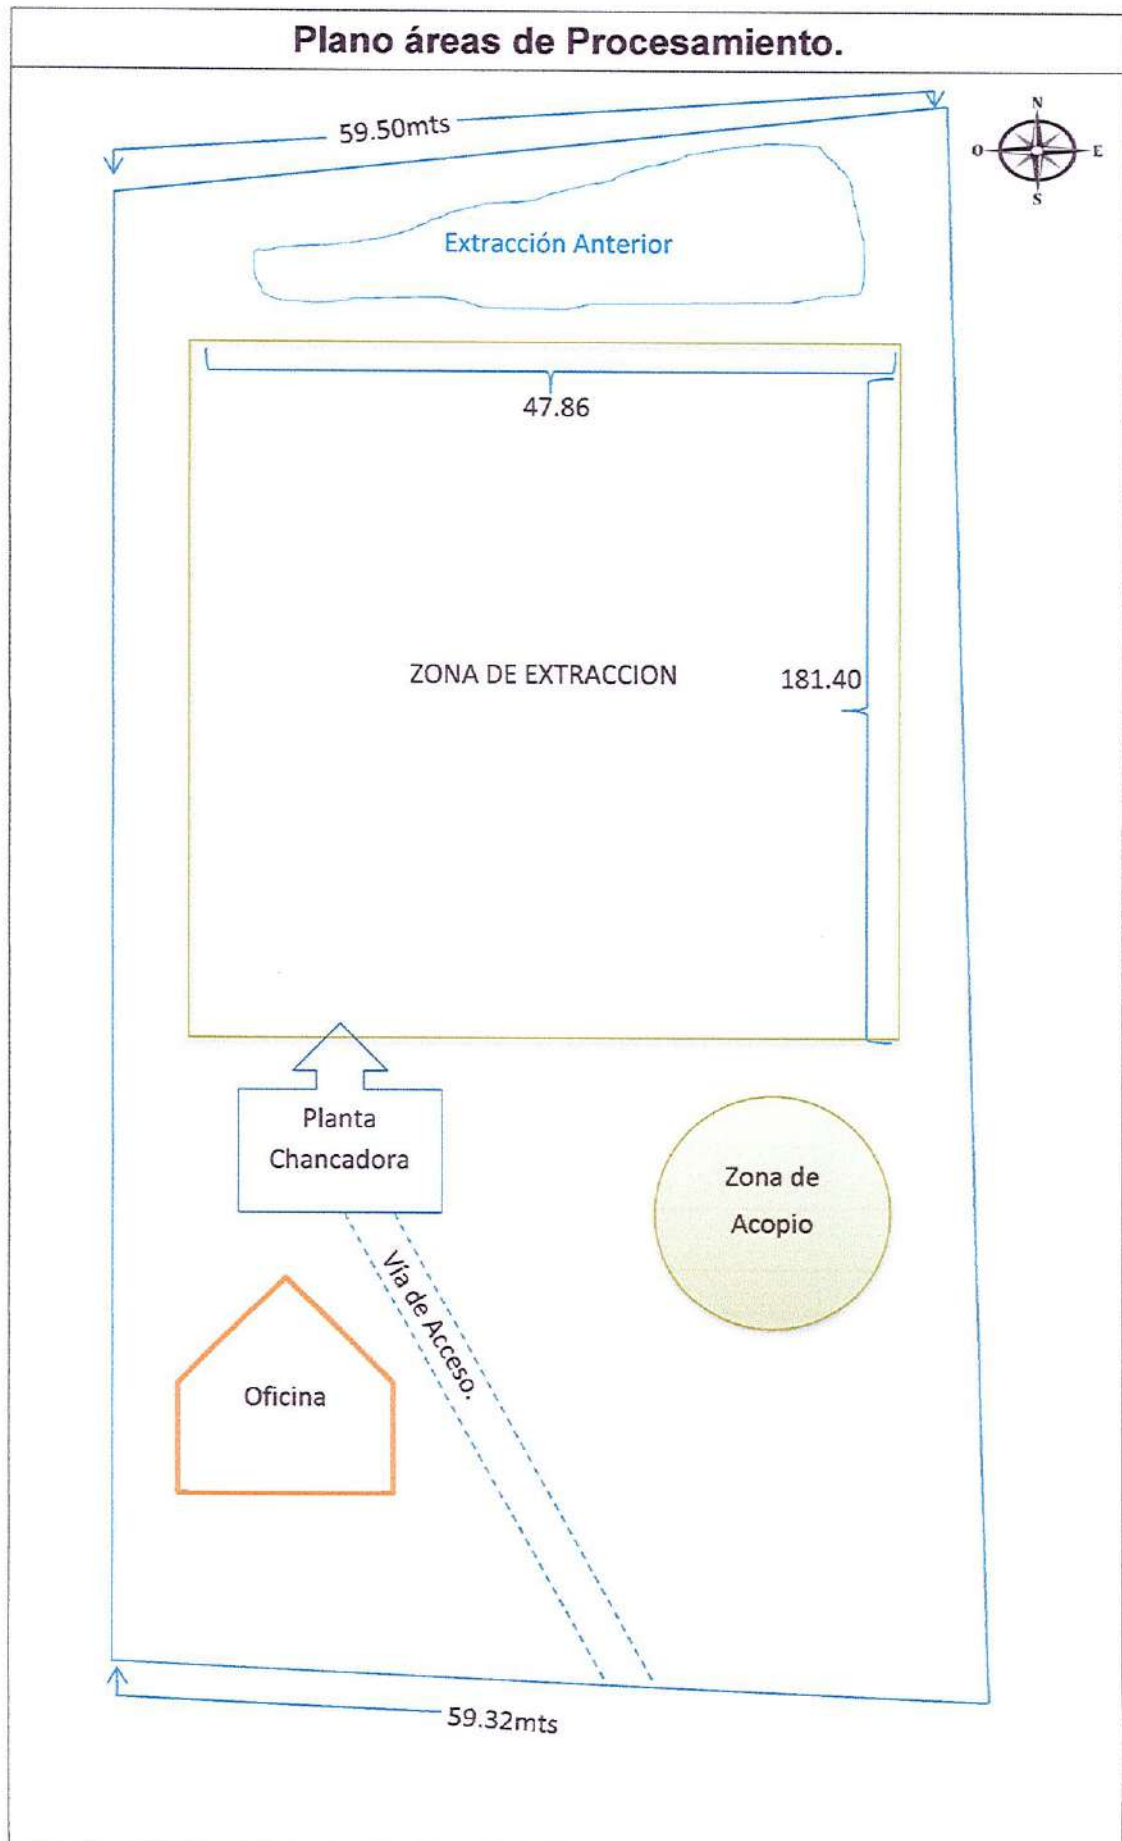 Plano áreas de Procesamiento.
59.50mts
N
O
E
S
Extracción Anterior
47.86
ZONA DE EXTRACCION
181.40
Planta
Chancadora
Zona de
Acopio
Vía de Acceso.
Oficina
59.32mts